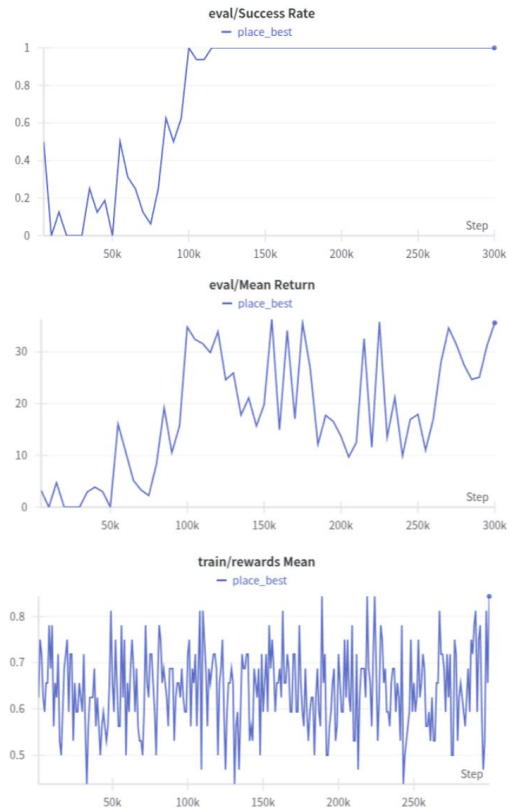 eval/Success Rate
place_best
1
0.8
0.6
0.4
0.2
0
Step
50k 100k 150k 200k 250k 300k
eval/Mean Return
place_best
30
20
10
0
Step
50k 100k 150k 200k 250k 300k
train/rewards Mean
place_best
0.8
0.7
0.6
0.5
Step
50k 100k 150k 200k 250k